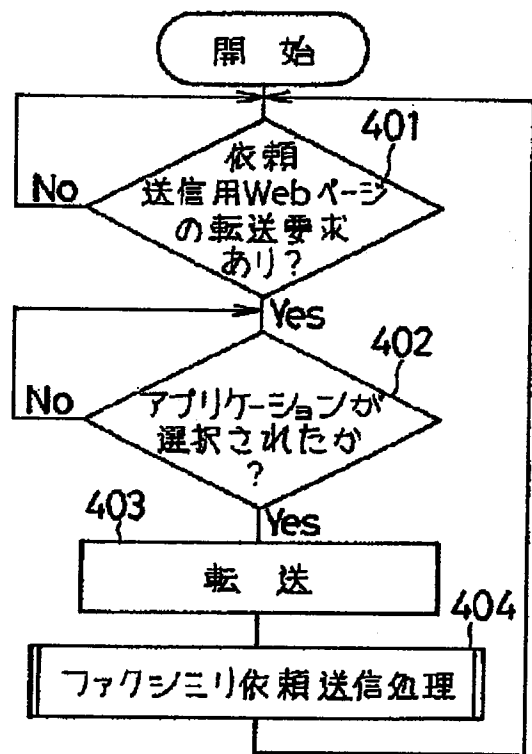 開始
401
依頼
送信用Webページ
の転送要求
あり?
No
Yes
402
アプリケーションが
選択されたか
?
No
Yes
403
転送
404
ファクシミリ依頼送信処理